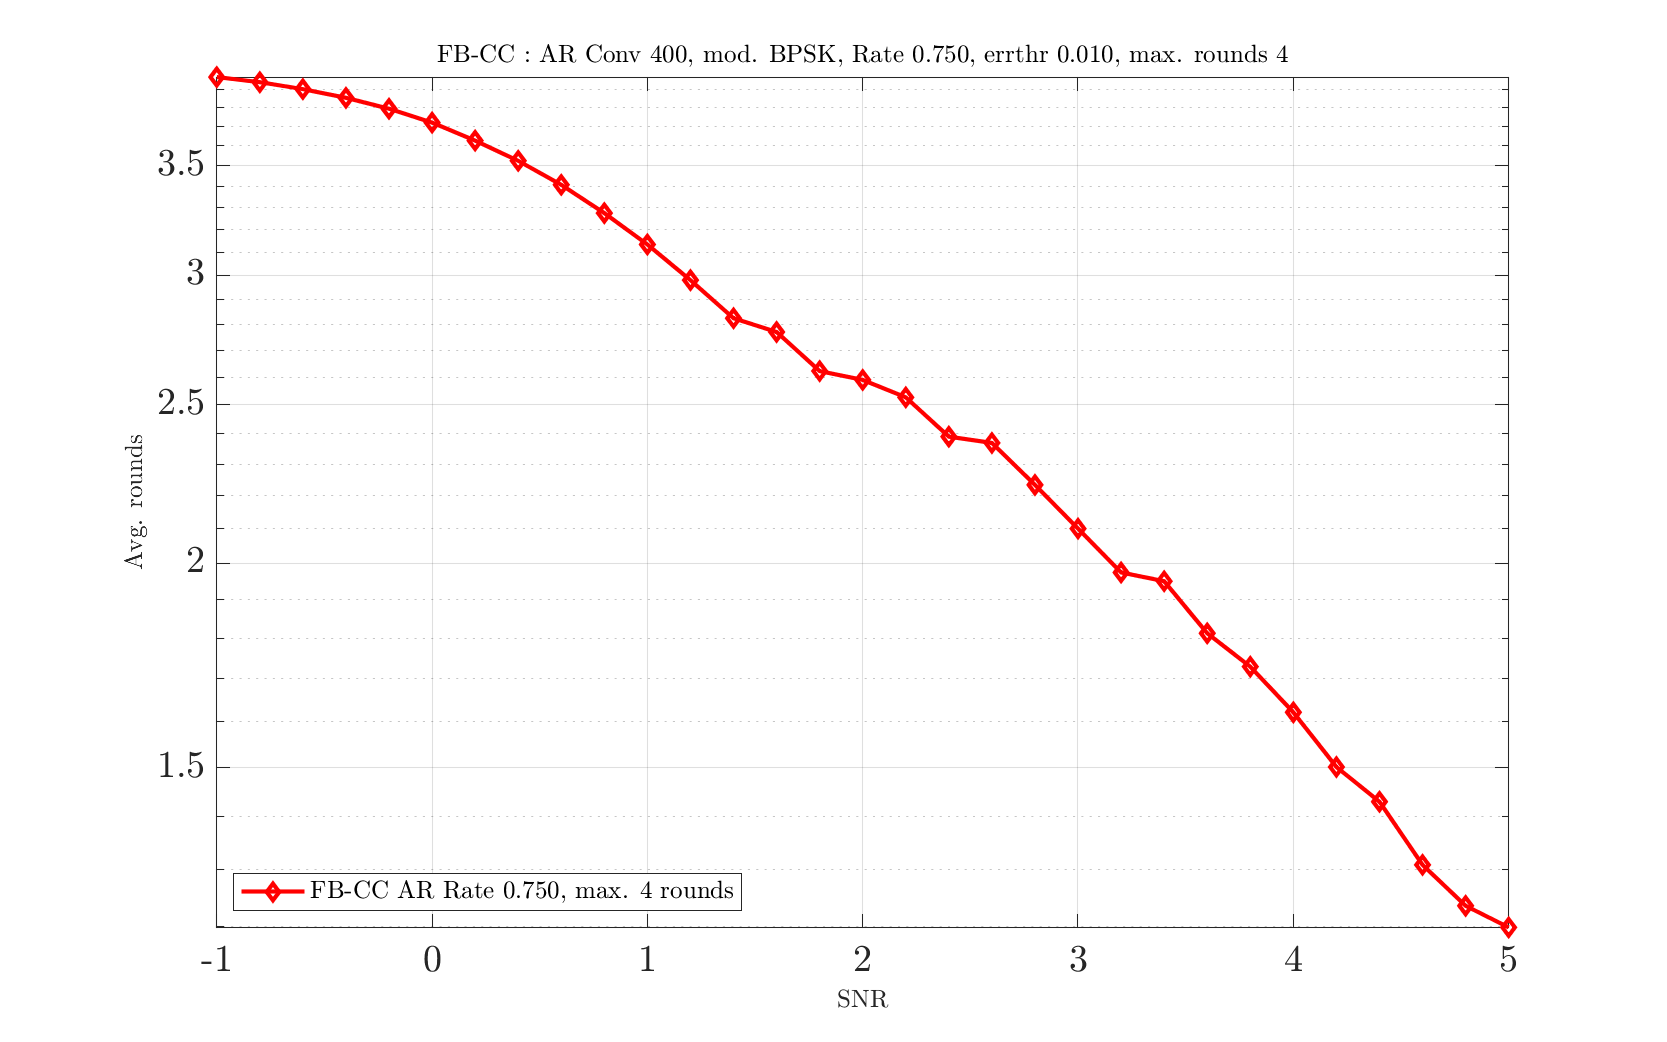 FB-CC : AR Conv 400, mod. BPSK, Rate 0.750, errthr 0.010, max. rounds 4
3.5
3
2.5
2
1.5
Avg. rounds
FB-CC AR Rate 0.750, max. 4 rounds
-1 0 1 2 3 4 5
SNR